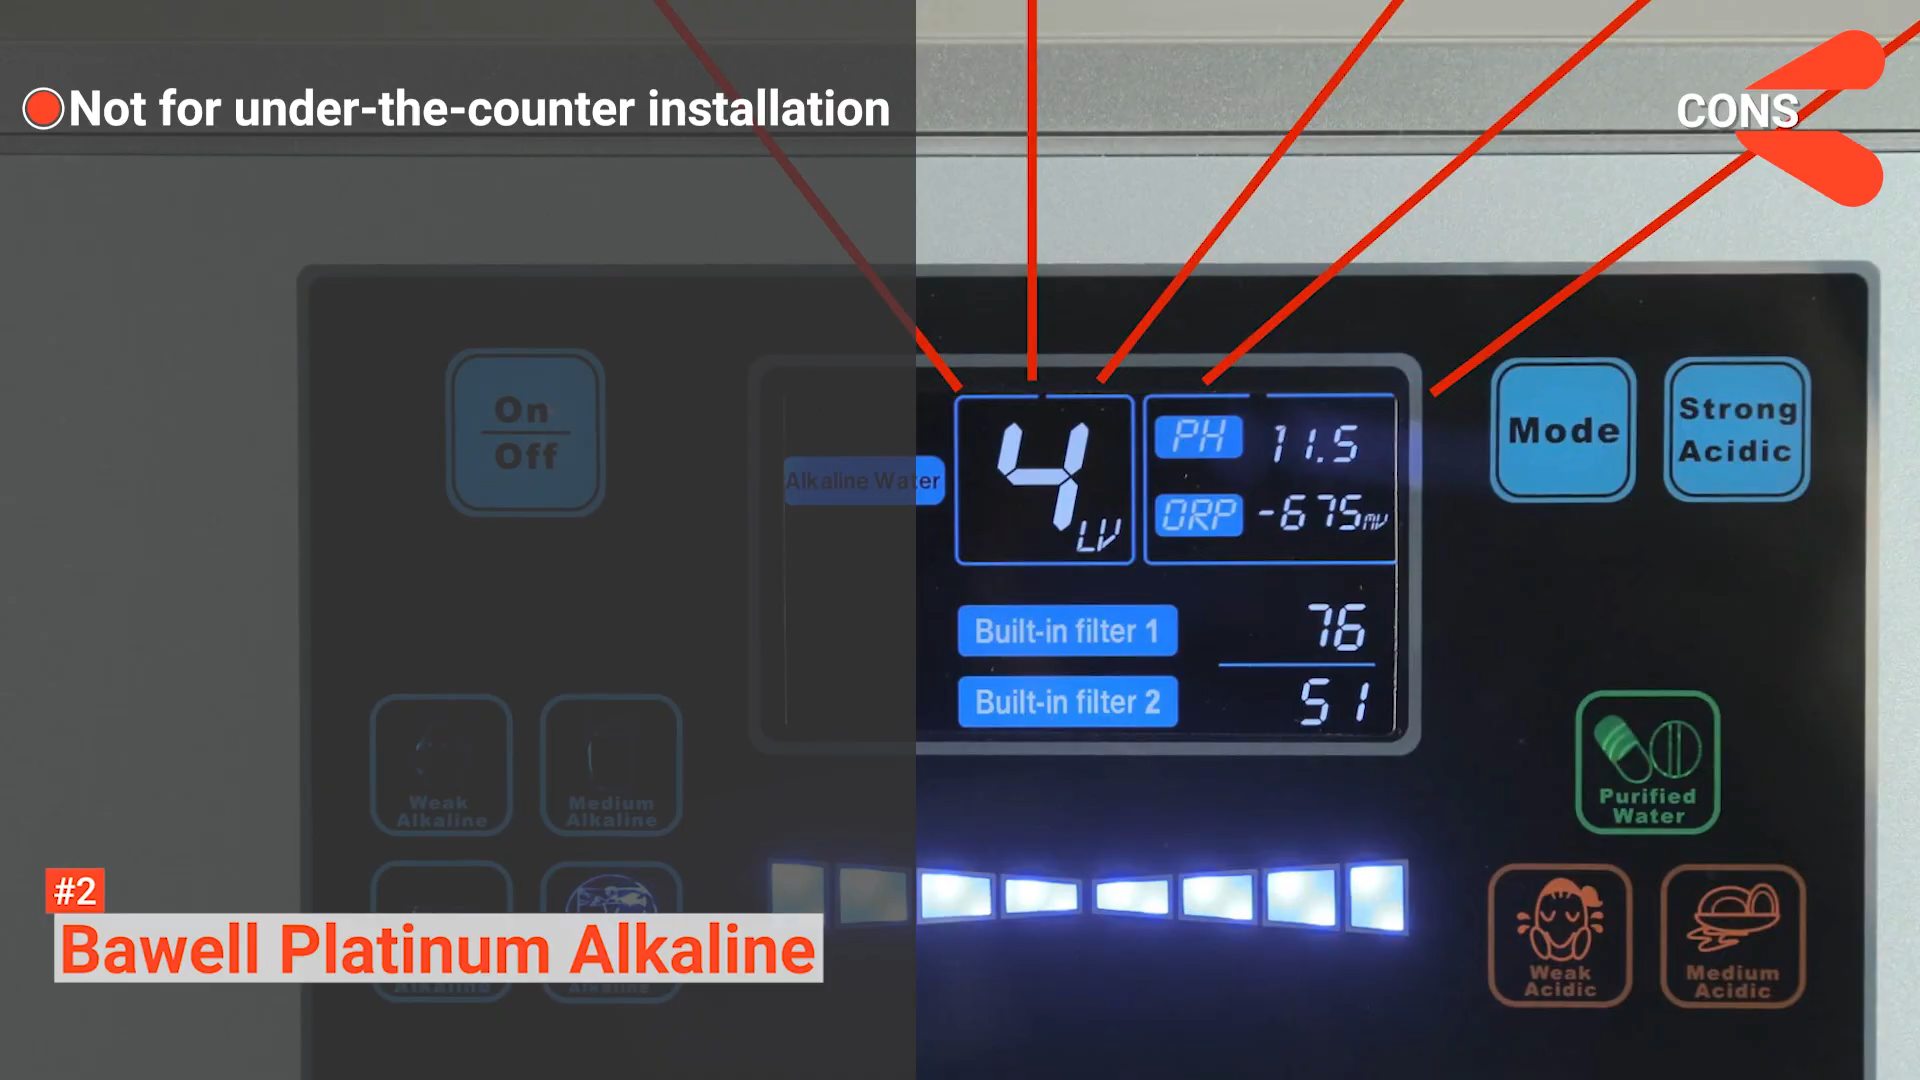 Not for under-the-counter installation
CONS
On
Off
Alkaline Water
4
LV
PH 11.5
ORP -675mv
Mode
Strong
Acidic
Built-in filter 1 76
Built-in filter 2 51
Weak
Alkaline
Medium
Alkaline
Purified
Water
#2
Bawell Platinum Alkaline
Alkaline
Alkaline
Weak
Acidic
Medium
Acidic